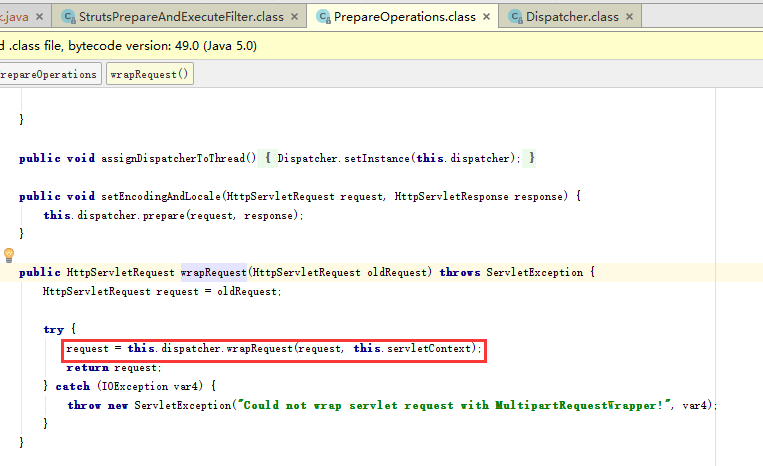 k.java × StrutsPrepareAndExecuteFilter.class × PrepareOperations.class × Dispatcher.class ×
d .class file, bytecode version: 49.0 (Java 5.0)
repareOperations wrapRequest()
}
public void assignDispatcherToThread() { Dispatcher.setInstance(this.dispatcher); }
public void setEncodingAndLocale(HttpServletRequest request, HttpServletResponse response) {
this.dispatcher.prepare(request, response);
}
public HttpServletRequest wrapRequest(HttpServletRequest oldRequest) throws ServletException {
HttpServletRequest request = oldRequest;
try {
request = this.dispatcher.wrapRequest(request, this.servletContext);
return request;
} catch (IOException var4) {
throw new ServletException("Could not wrap servlet request with MultipartRequestWrapper!", var4);
}
}